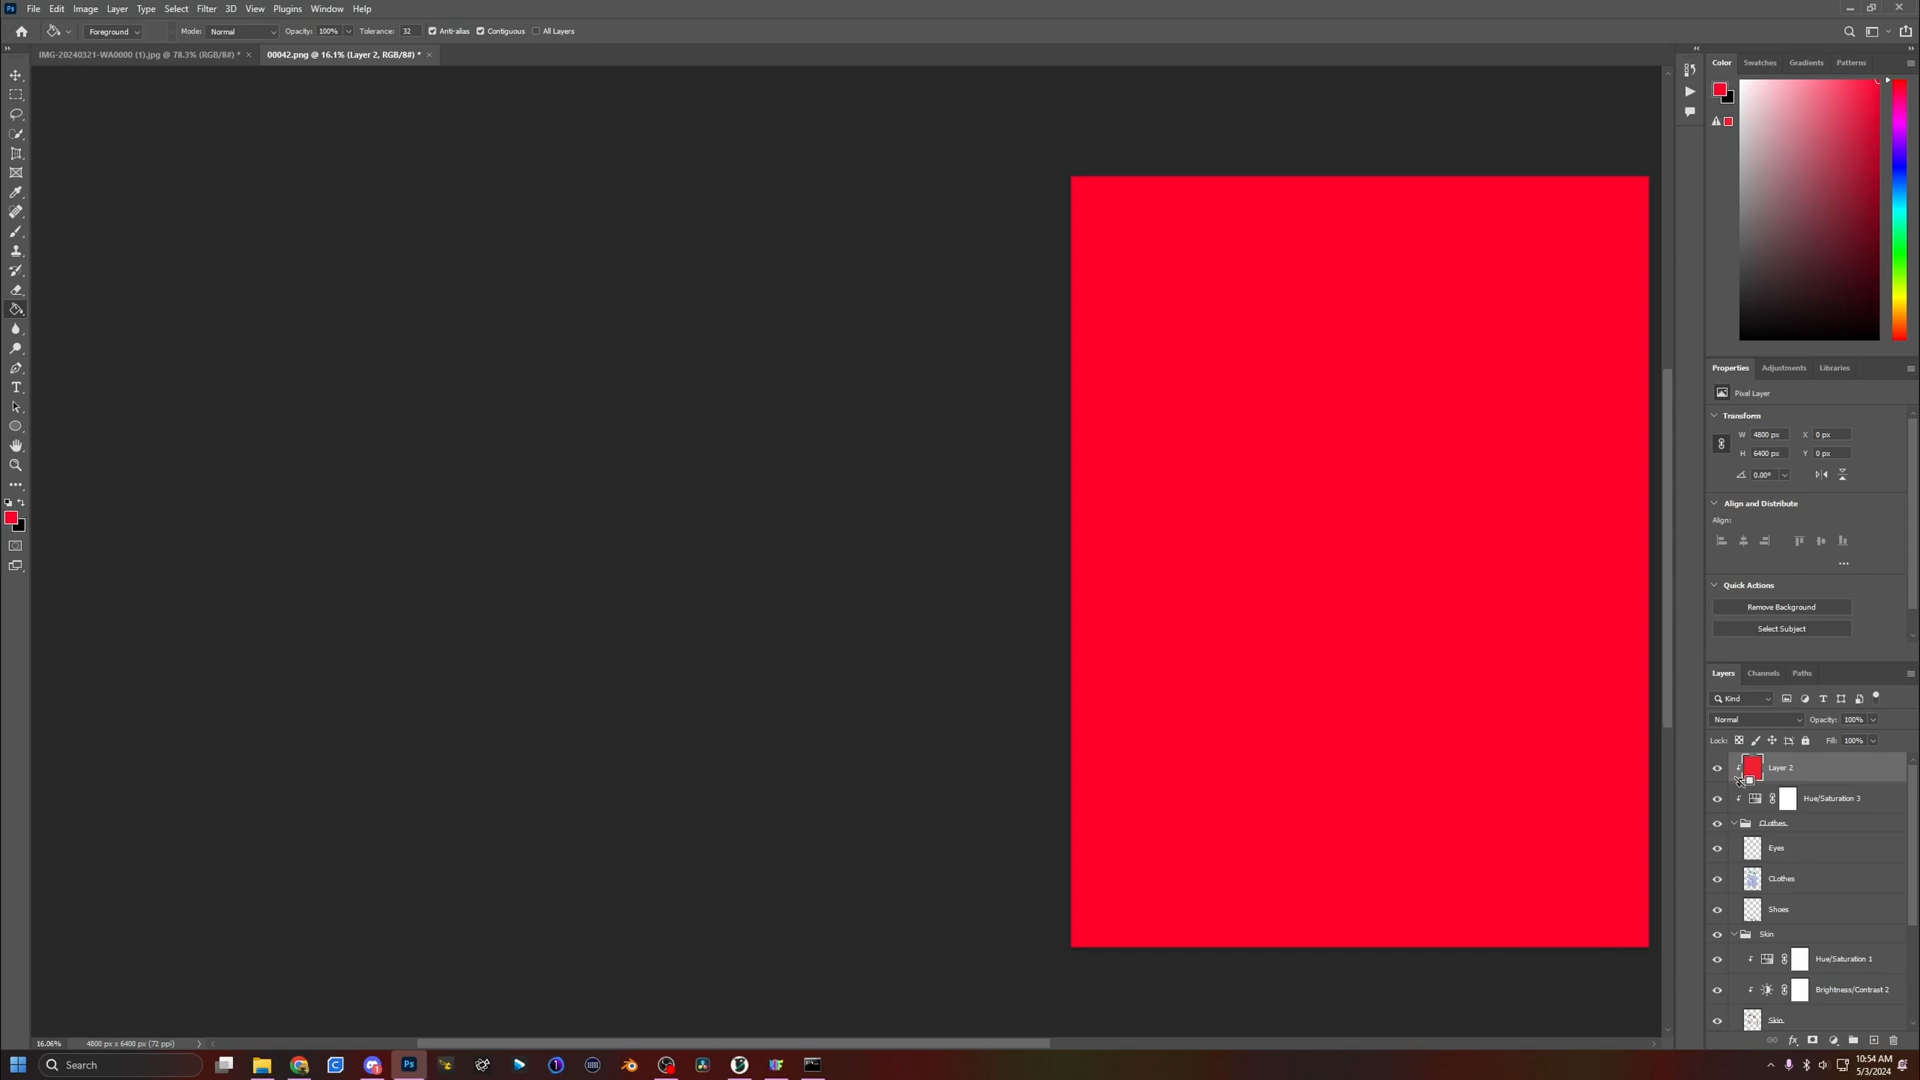 File Edit Image Layer Type Select Filter 3D View Plugins Window Help
Foreground Mode: Normal Opacity: 100% Tolerance: 32 Anti-alias Contiguous All Layers
IMG-20240321-WA0000 (1).jpg @ 78.3% (RGB/8#) * 00042.png @ 16.1% (Layer 2, RGB/8#) *
Color Swatches Gradients Patterns
Properties Adjustments Libraries
Pixel Layer
Transform
W 4800 px X 0 px
H 6400 px Y 0 px
0.00°
Align and Distribute
Align:
Quick Actions
Remove Background
Select Subject
Layers Channels Paths
Kind
Normal Opacity: 100%
Lock: Fill: 100%
Layer 2
Hue/Saturation 3
CLothes
Eyes
CLothes
Shoes
Skin
Hue/Saturation 1
Brightness/Contrast 2
Skin
16.06% 4800 px x 6400 px (72 ppi)
Search
10:54 AM
5/3/2024